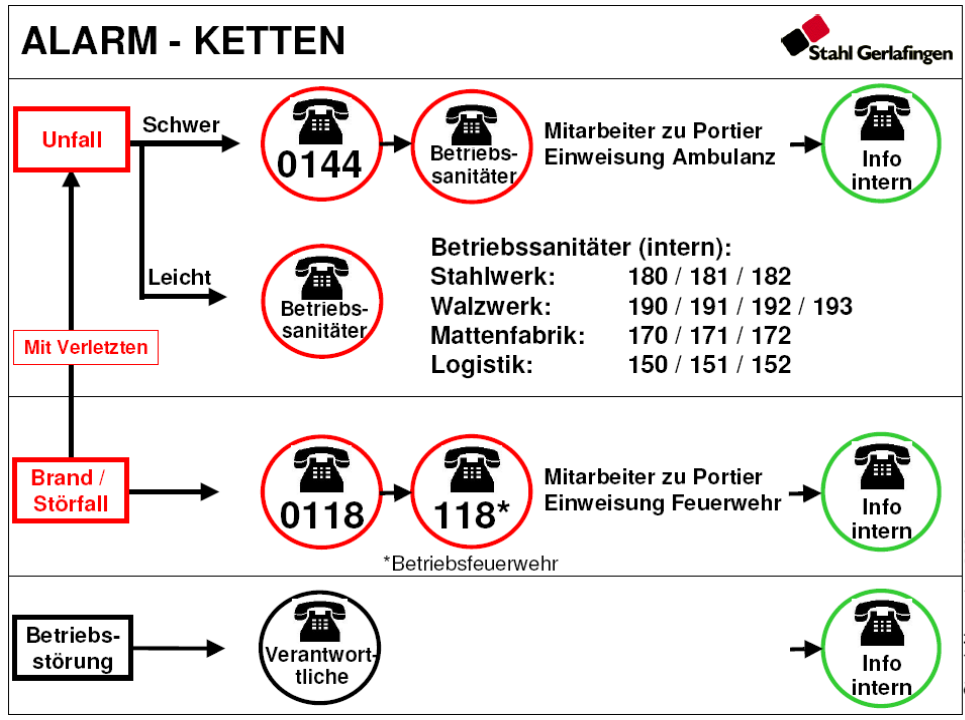 ALARM - KETTEN
Stahl Gerlafingen
Unfall
Schwer
0144
Betriebs-
sanitäter
Mitarbeiter zu Portier
Einweisung Ambulanz
Info
intern
Leicht
Betriebs-
sanitäter
Betriebssanitäter (intern):
Stahlwerk: 180 / 181 / 182
Walzwerk: 190 / 191 / 192 / 193
Mattenfabrik: 170 / 171 / 172
Logistik: 150 / 151 / 152
Mit Verletzten
Brand /
Störfall
0118
118*
Mitarbeiter zu Portier
Einweisung Feuerwehr
Info
intern
*Betriebsfeuerwehr
Betriebs-
störung
Verantwort-
tliche
Info
intern